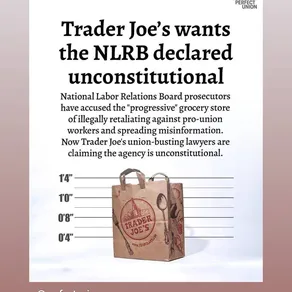 PERFECT
UNION
Trader Joe’s wants
the NLRB declared
unconstitutional
National Labor Relations Board prosecutors
have accused the "progressive" grocery store
of illegally retaliating against pro-union
workers and spreading misinformation.
Now Trader Joe's union-busting lawyers are
claiming the agency is unconstitutional.
1'4"
1'0"
0'8"
0'4"
TRADER
JOE'S